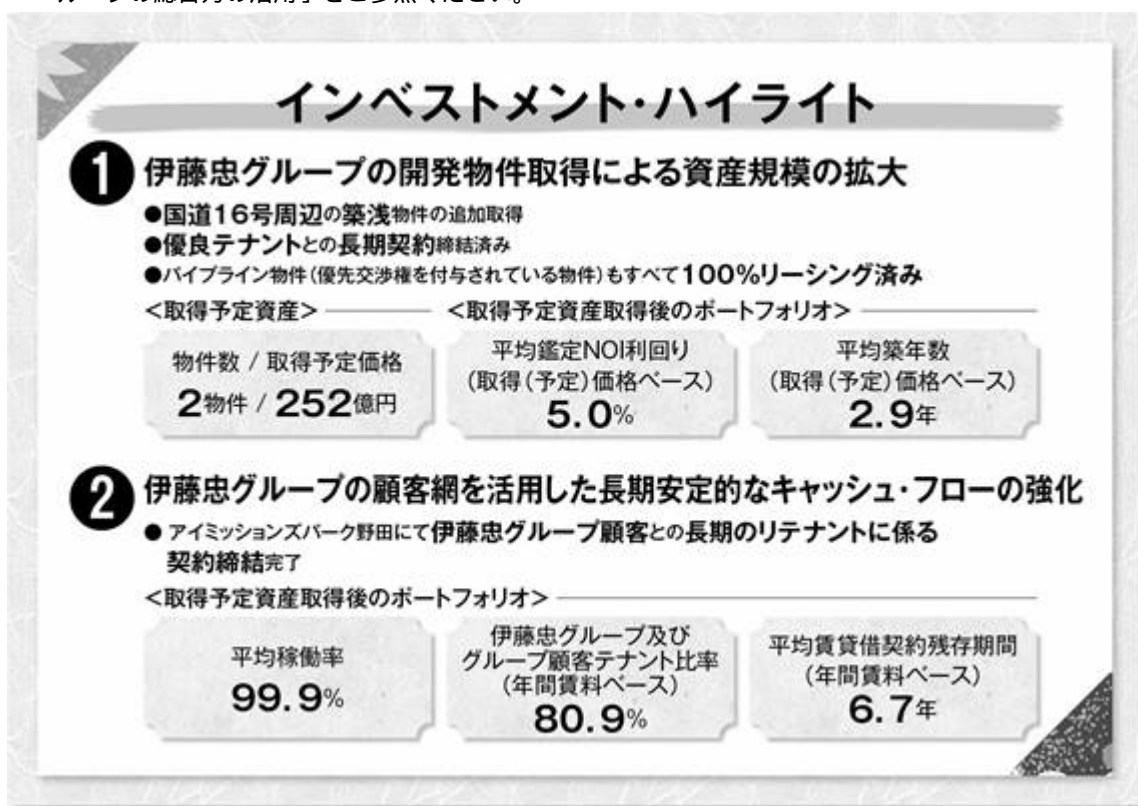 インベストメント・ハイライト
1 伊藤忠グループの開発物件取得による資産規模の拡大
●国道16号周辺の築浅物件の追加取得
●優良テナントとの長期契約締結済み
●パイプライン物件(優先交渉権を付与されている物件)もすべて100%リーシング済み
<取得予定資産> <取得予定資産取得後のポートフォリオ>
物件数 / 取得予定価格
2物件 / 252億円
平均鑑定NOI利回り
(取得(予定)価格ベース)
5.0%
平均築年数
(取得(予定)価格ベース)
2.9年
2 伊藤忠グループの顧客網を活用した長期安定的なキャッシュ・フローの強化
● アイミッションズパーク野田にて伊藤忠グループ顧客との長期のリテナントに係る
契約締結完了
<取得予定資産取得後のポートフォリオ>
平均稼働率
99.9%
伊藤忠グループ及び
グループ顧客テナント比率
(年間賃料ベース)
80.9%
平均賃貸借契約残存期間
(年間賃料ベース)
6.7年